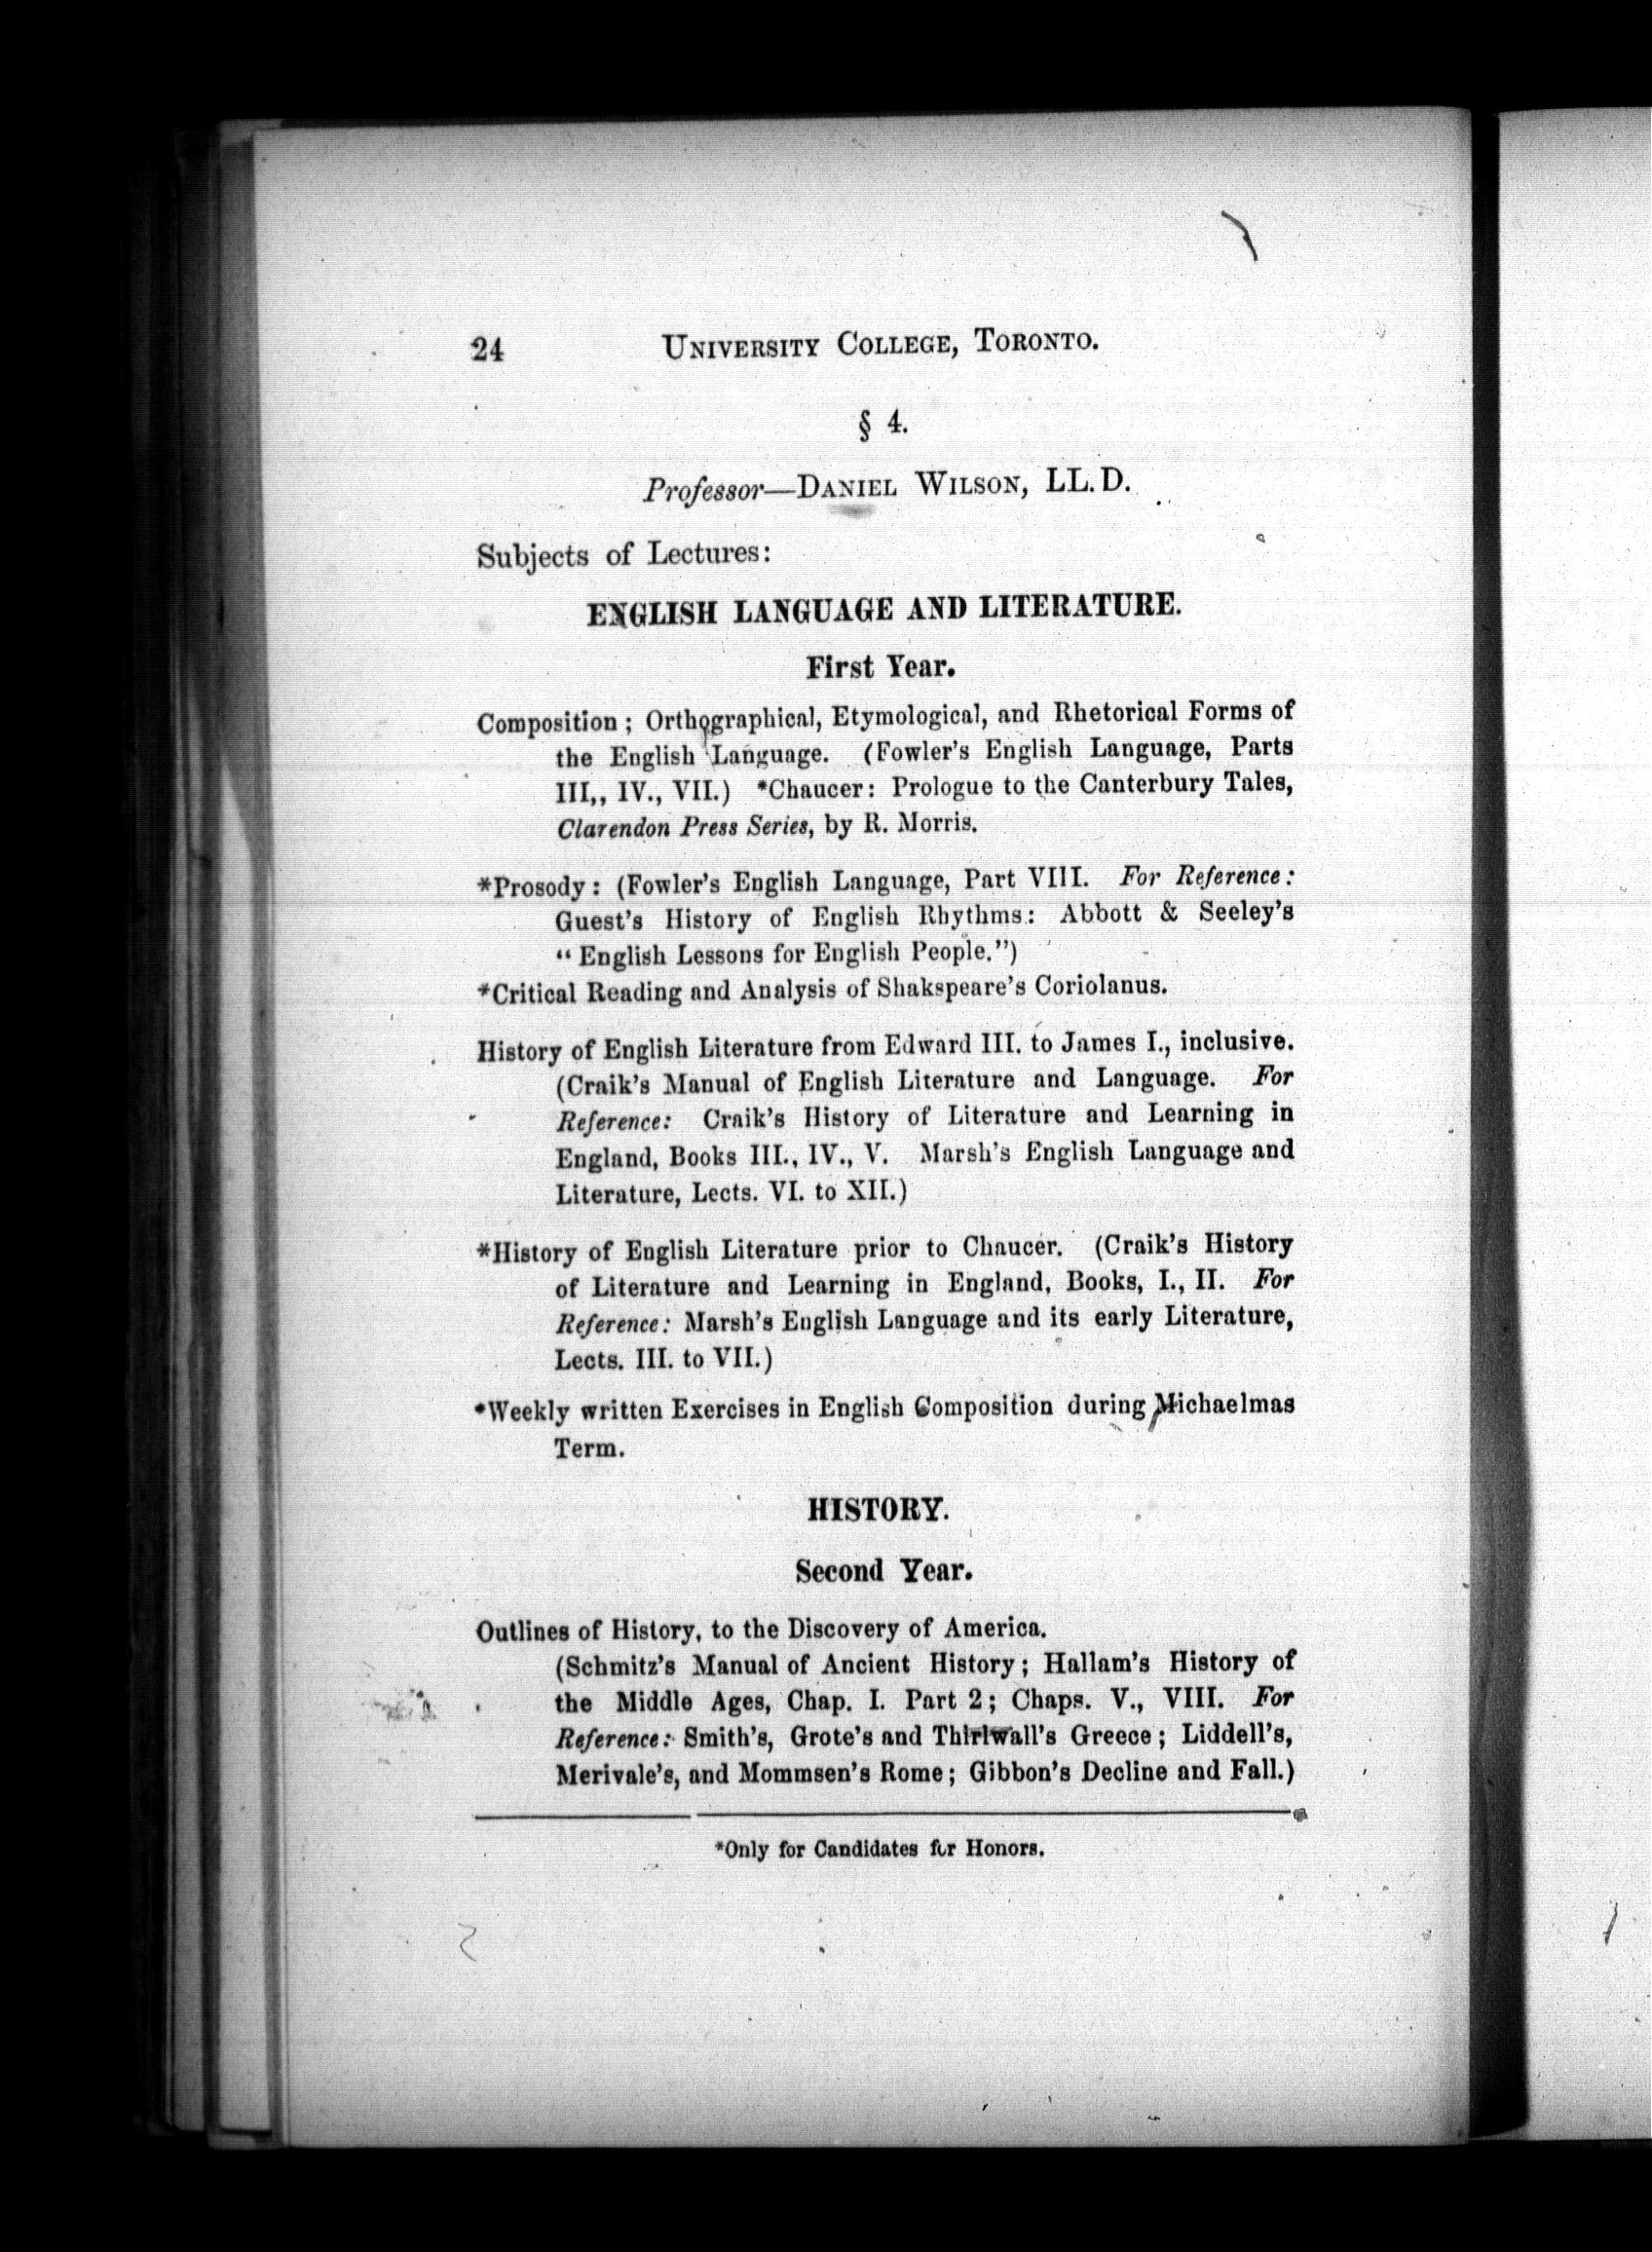 24 UNIVERSITY COLLEGE, TORONTO.
§ 4.
Professor—DANIEL WILSON, LL.D.
Subjects of Lectures:
ENGLISH LANGUAGE AND LITERATURE.
First Year.
Composition; Orthographical, Etymological, and Rhetorical Forms of
the English Language. (Fowler's English Language, Parts
III,, IV., VII.) *Chaucer: Prologue to the Canterbury Tales,
Clarendon Press Series, by R. Morris.
*Prosody: (Fowler's English Language, Part VIII. For Reference:
Guest's History of English Rhythms: Abbott & Seeley's
"English Lessons for English People.")
*Critical Reading and Analysis of Shakspeare's Coriolanus.
History of English Literature from Edward III. to James I., inclusive.
(Craik's Manual of English Literature and Language. For
Reference: Craik's History of Literature and Learning in
England, Books III., IV., V. Marsh's English Language and
Literature, Lects. VI. to XII.)
*History of English Literature prior to Chaucer. (Craik's History
of Literature and Learning in England, Books, I., II. For
Reference: Marsh's English Language and its early Literature,
Lects. III. to VII.)
*Weekly written Exercises in English Composition during Michaelmas
Term.
HISTORY.
Second Year.
Outlines of History, to the Discovery of America.
(Schmitz's Manual of Ancient History; Hallam's History of
the Middle Ages, Chap. I. Part 2; Chaps. V., VIII. For
Reference: Smith's, Grote's and Thirlwall's Greece; Liddell's,
Merivale's, and Mommsen's Rome; Gibbon's Decline and Fall.)
*Only for Candidates for Honors.